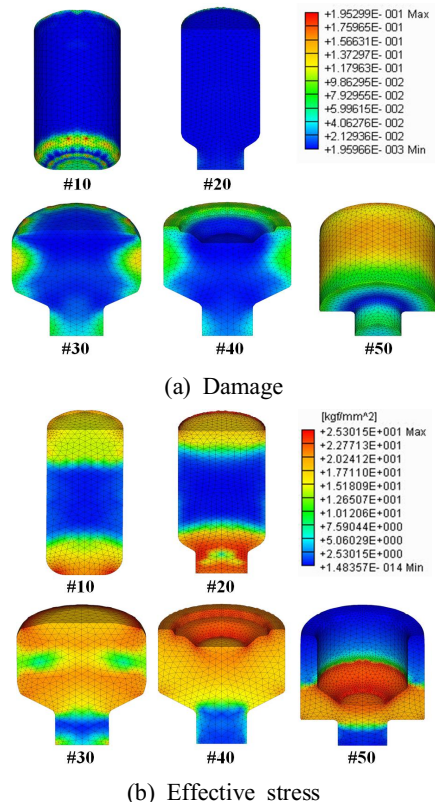 +1.95299E- 001 Max
+1.75965E- 001
+1.56631E- 001
+1.37297E- 001
+1.17963E- 001
+9.86295E- 002
+7.92955E- 002
+5.99615E- 002
+4.06276E- 002
+2.12936E- 002
+1.95966E- 003 Min
#10
#20
#30
#40
#50
(a) Damage
[kgf/mm^2]
+2.53015E+001 Max
+2.27713E+001
+2.02412E+001
+1.77110E+001
+1.51809E+001
+1.26507E+001
+1.01206E+001
+7.59044E+000
+5.06029E+000
+2.53015E+000
+1.48357E- 014 Min
#10
#20
#30
#40
#50
(b) Effective stress